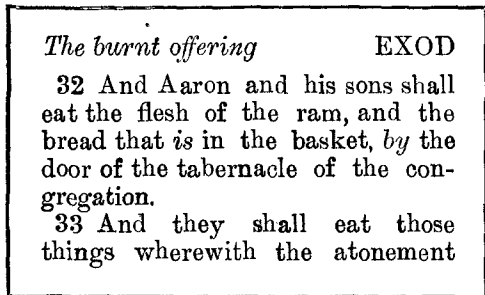 The burnt offering EXOD
32 And Aaron and his sons shall
eat the flesh of the ram, and the
bread that is in the basket, by the
door of the tabernacle of the con-
gregation.
33 And they shall eat those
things wherewith the atonement